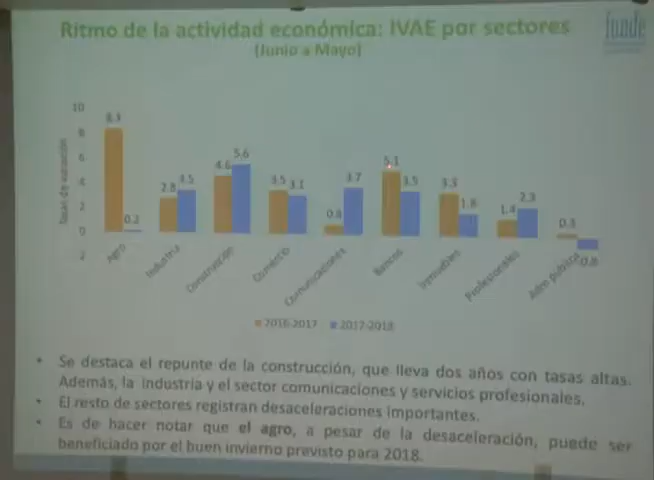 Ritmo de la actividad económica: IVAE por sectores
(Junio a Mayo)
funde
Tasas de variación
10
8
6
4
2
0
2
8.3
0.2
2.8
3.5
4.6
5.6
3.5
3.1
0.8
3.7
5.1
3.5
3.3
1.8
1.4
2.3
0.3
0.8
Agro
Industria
Construcción
Comercio
Comunicaciones
Bancos
Inmuebles
Profesionales
Admo pública
2016-2017 2017-2018
• Se destaca el repunte de la construcción, que lleva dos años con tasas altas.
Además, la industria y el sector comunicaciones y servicios profesionales.
• El resto de sectores registran desaceleraciones importantes.
• Es de hacer notar que el agro, a pesar de la desaceleración, puede ser
beneficiado por el buen invierno previsto para 2018.